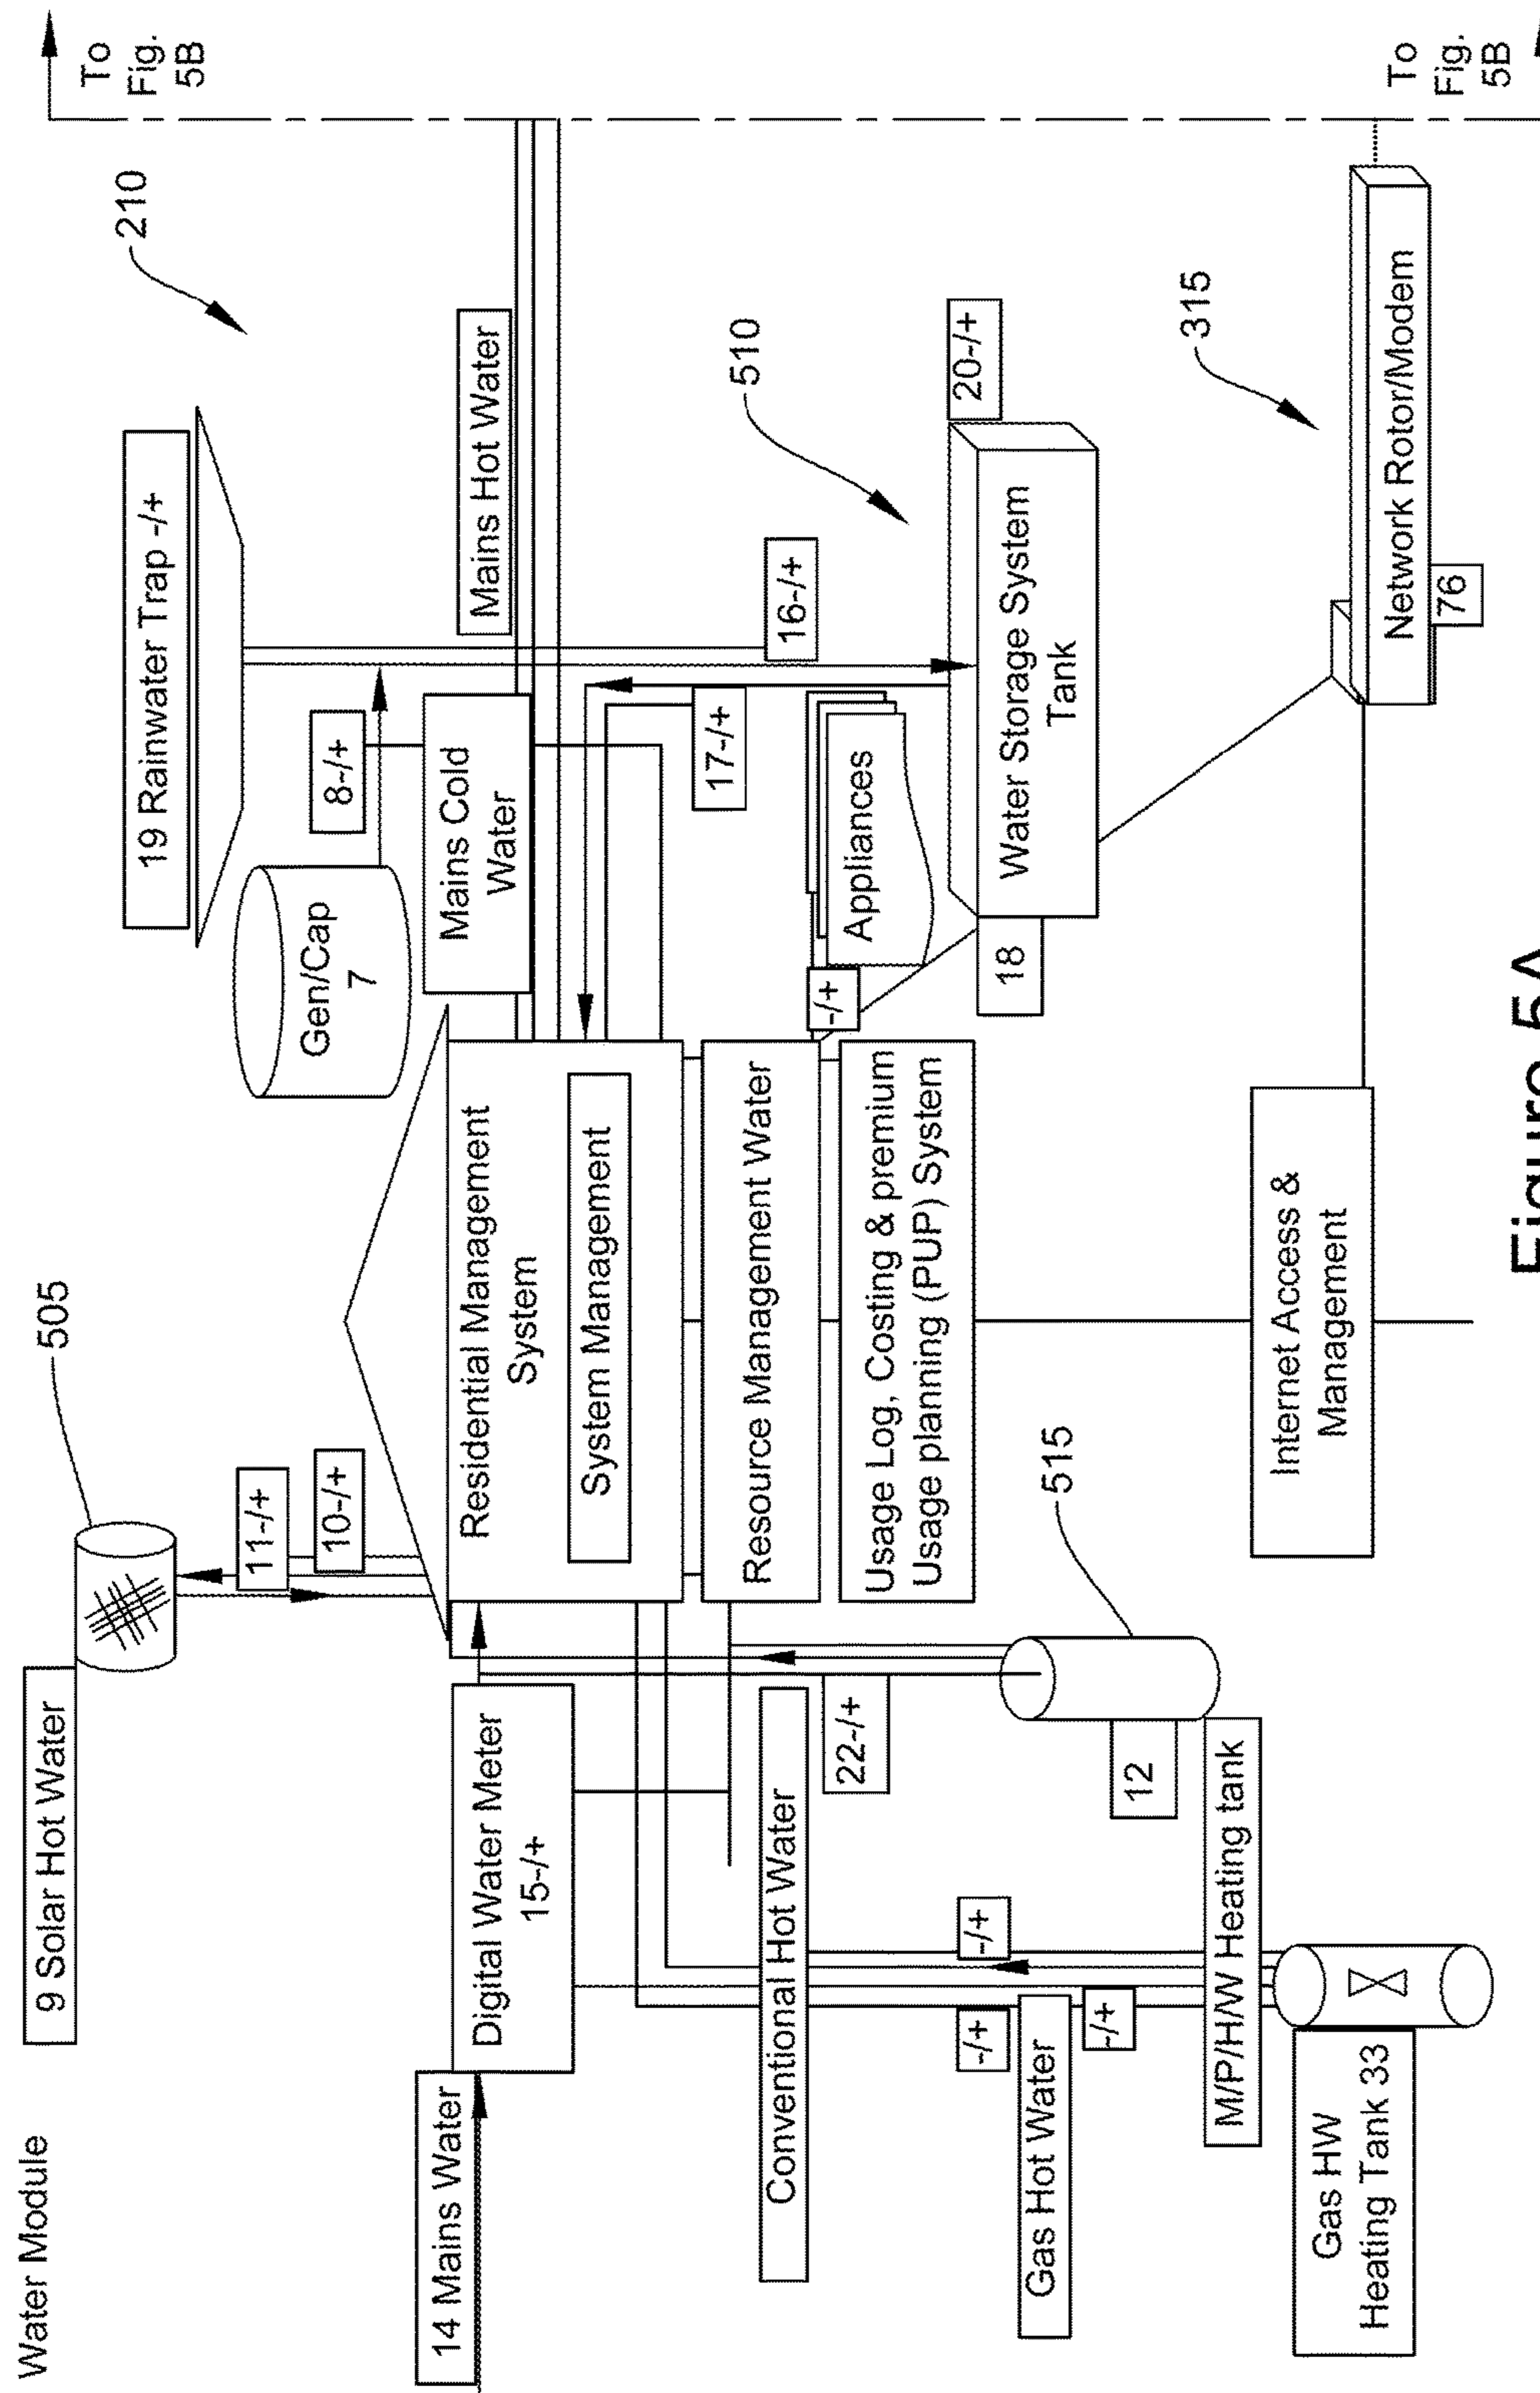 Water Module
9 Solar Hot Water
505
11-/+
10-/+
19 Rainwater Trap -/+
210
To
Fig.
5B
Gen/Cap
7
8-/+
Mains Cold
Water
Mains Hot Water
14 Mains Water
Digital Water Meter
15-/+
Residential Management
System
System Management
16-/+
17-/+
Resource Management Water
-/+
Appliances
510
Conventional Hot Water
22-/+
Usage Log, Costing & premium
Usage planning (PUP) System
18
Water Storage System
Tank
20-/+
-/+
-/+
Gas Hot Water
-/+
515
12
M/P/H/W Heating tank
315
Gas HW
Heating Tank 33
Internet Access &
Management
Network Rotor/Modem
76
To
Fig.
5B
Figure 5A